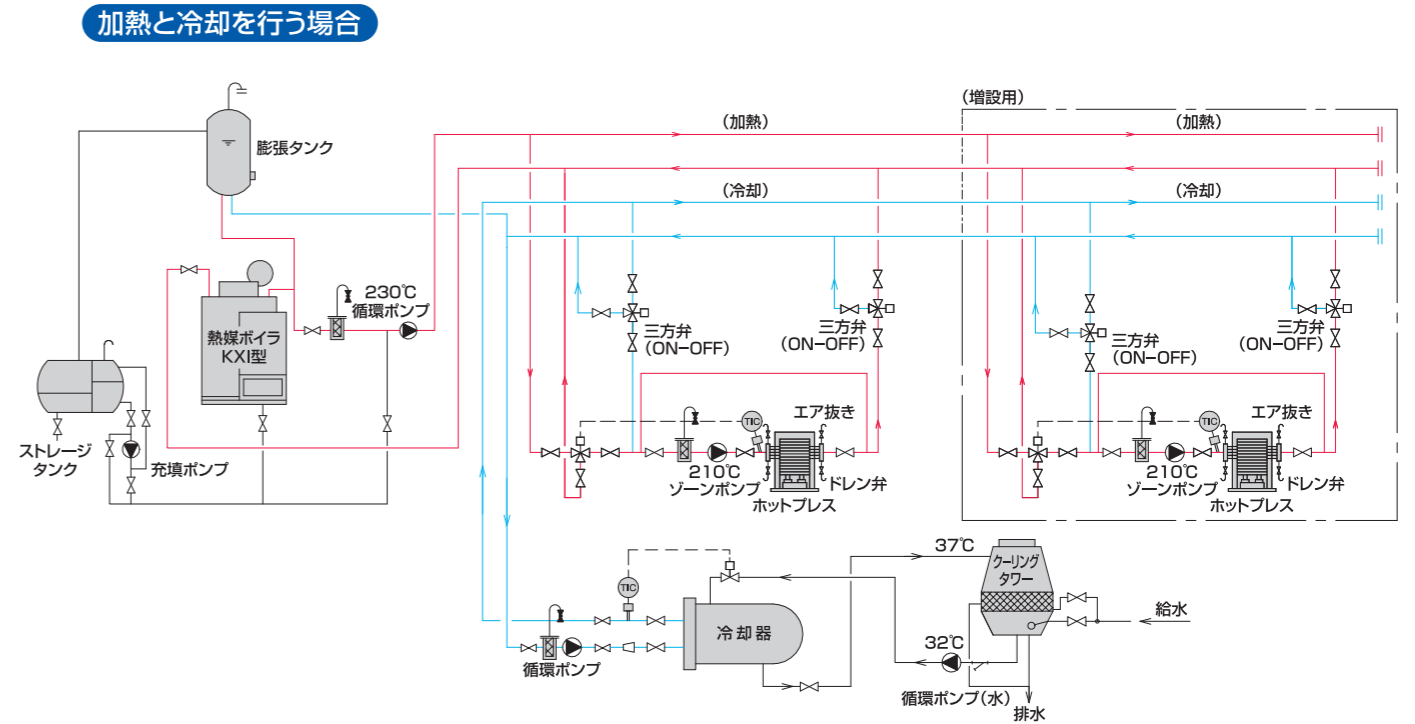 加熱と冷却を行う場合
(増設用)
(加熱)
(加熱)
膨張タンク
(冷却)
(冷却)
230℃
循環ポンプ
熱媒ボイラ
KXI型
三方弁
(ON-OFF)
三方弁
(ON-OFF)
三方弁
(ON-OFF)
三方弁
(ON-OFF)
ストレージ
タンク
充填ポンプ
TIC
エア抜き
210℃
ゾーンポンプ
ドレン弁
ホットプレス
TIC
エア抜き
210℃
ゾーンポンプ
ドレン弁
ホットプレス
37℃
クーリング
タワー
TIC
給水
冷却器
32℃
循環ポンプ
循環ポンプ(水)
排水